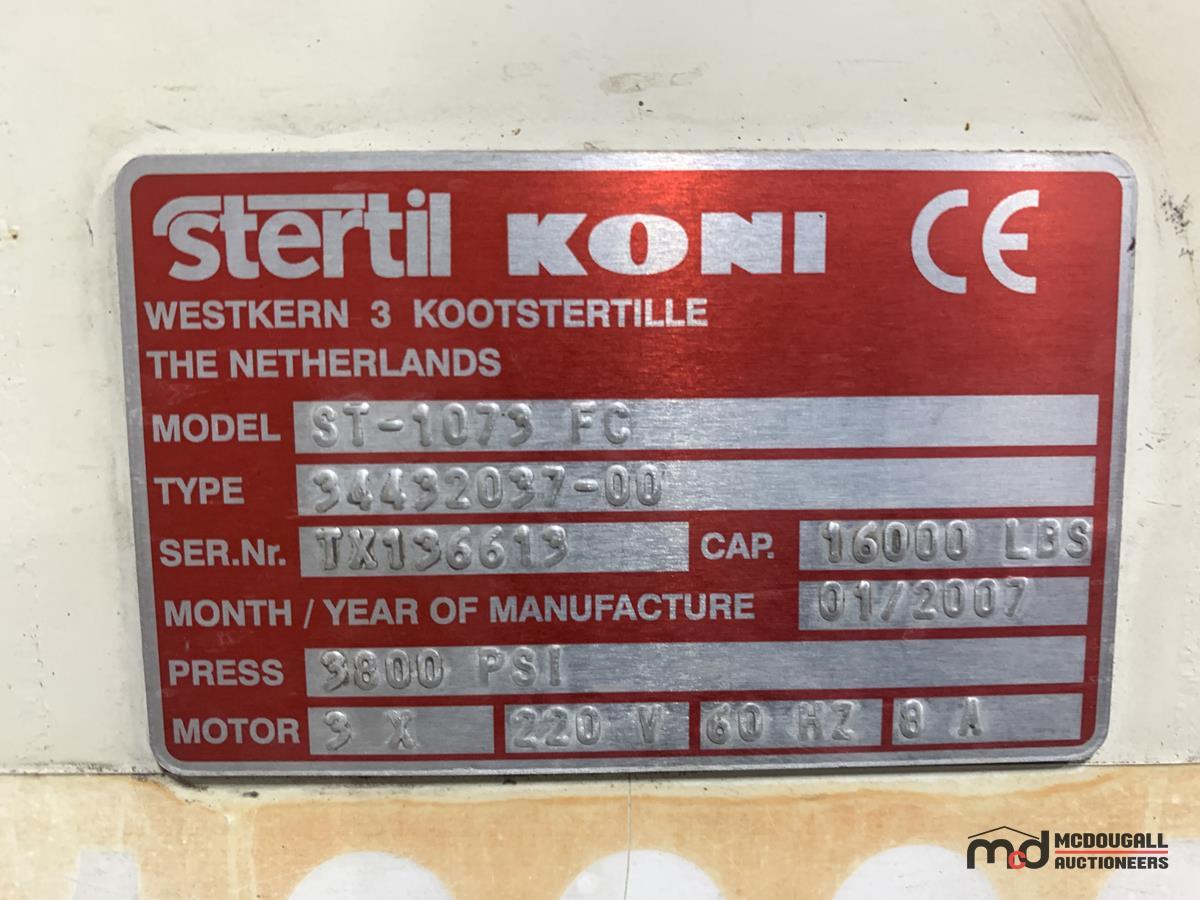 stertil KONI CE
WESTKERN 3 KOOTSTERTILLE
THE NETHERLANDS
MODEL ST-1073 FC
TYPE 34432037-00
SER.Nr. TX136613 CAP. 16000 LBS
MONTH / YEAR OF MANUFACTURE 01/2007
PRESS 3800 PSI
MOTOR 3 X 220 V 60 HZ 8 A
mcd MCDOUGALL
AUCTIONEERS